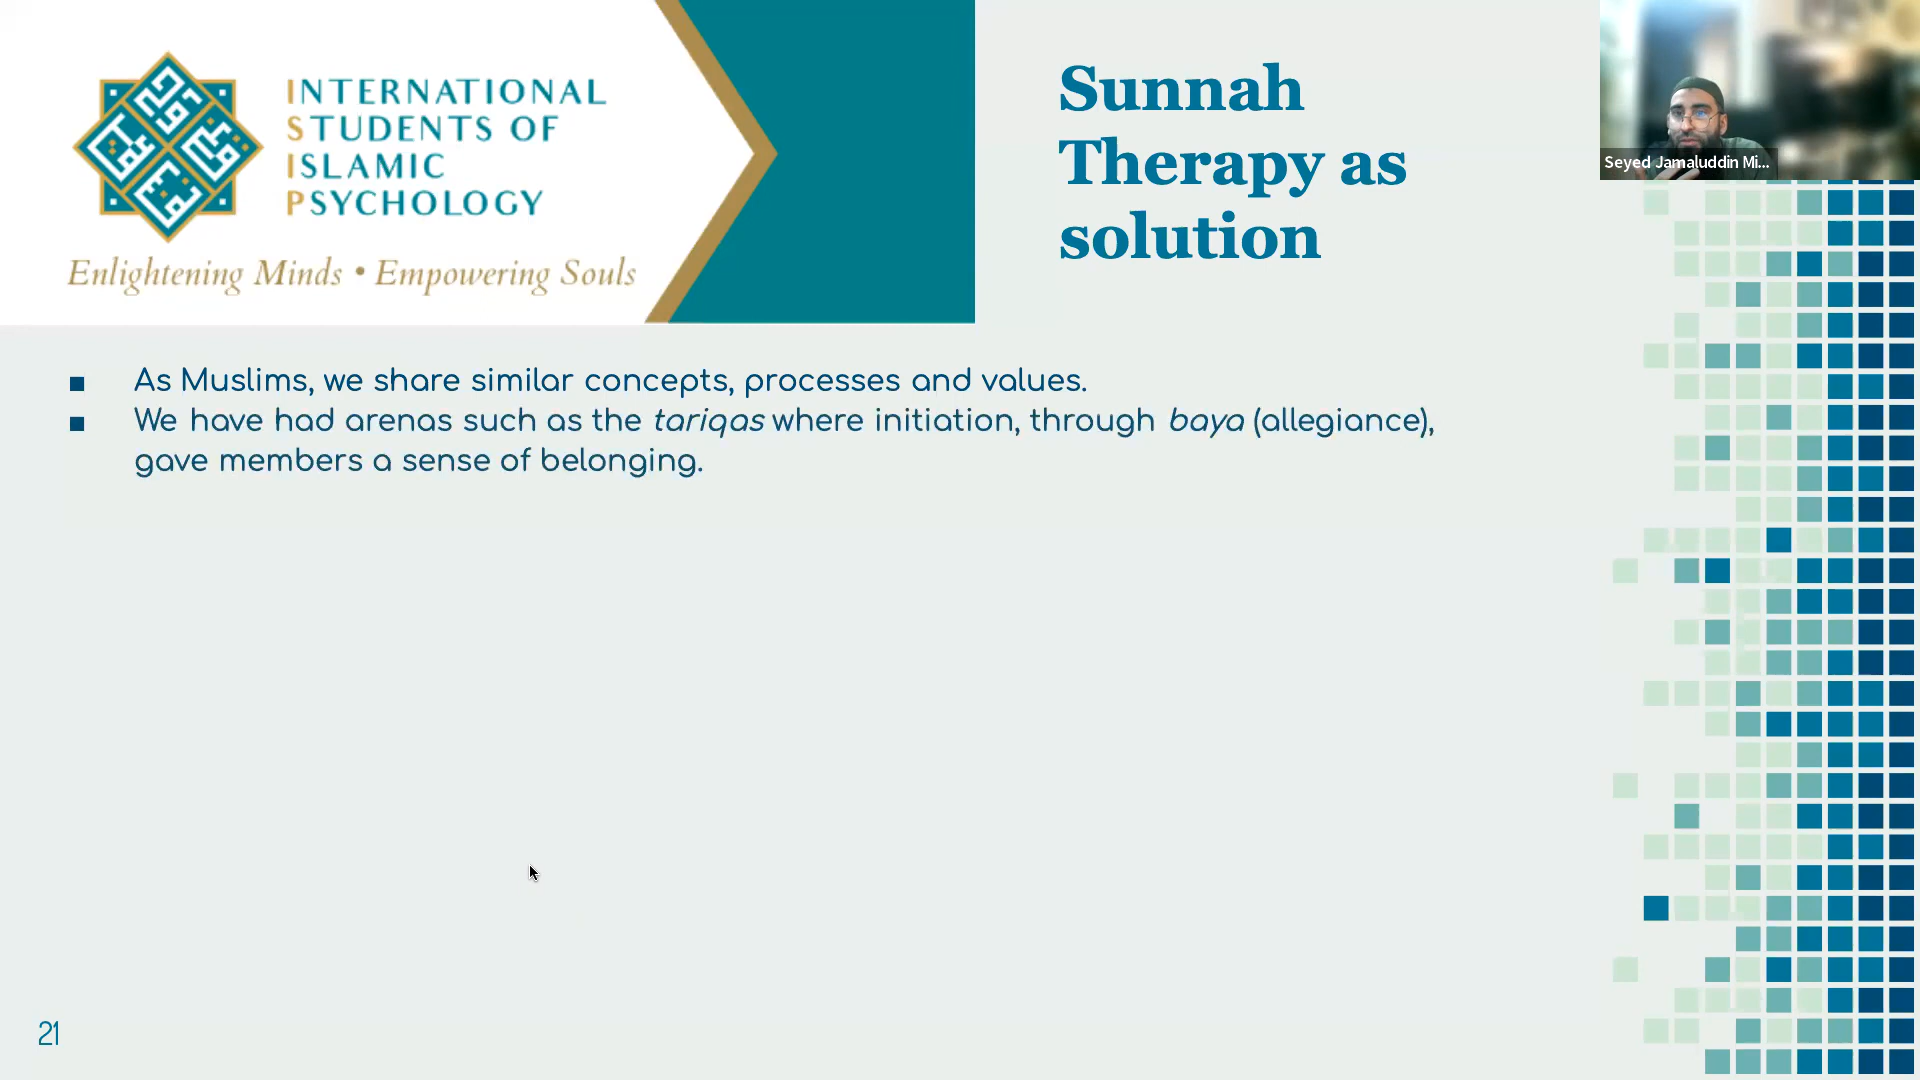 INTERNATIONAL
STUDENTS OF
ISLAMIC
PSYCHOLOGY
Enlightening Minds • Empowering Souls
Sunnah
Therapy as
solution
Seyed Jamaluddin Mi...
■ As Muslims, we share similar concepts, processes and values.
■ We have had arenas such as the tariqas where initiation, through baya (allegiance),
gave members a sense of belonging.
21